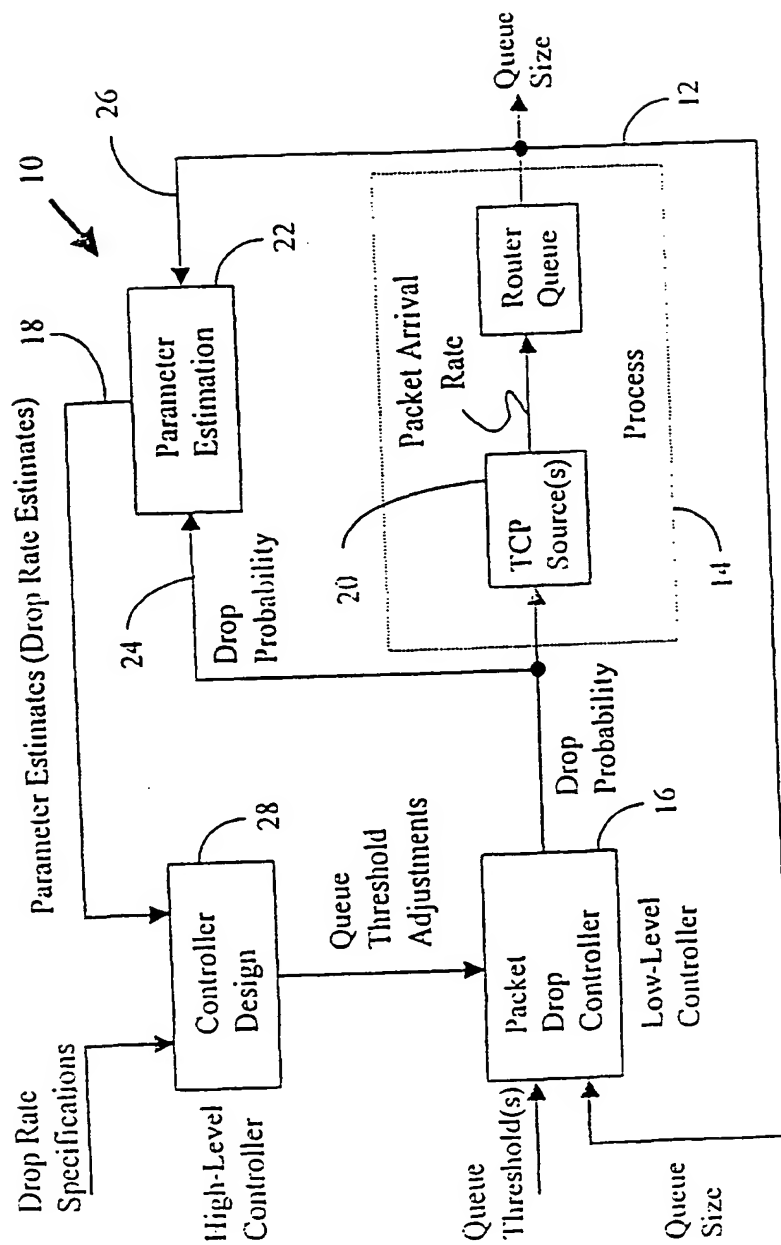 10
Drop Rate
Specifications
Parameter Estimates (Drop Rate Estimates)
18
26
28
Controller
Design
High-Level
Controller
Parameter
Estimation
22
24
Drop
Probability
Queue
Threshold
Adjustments
20
Packet Arrival
Rate
Queue
Threshold(s)
Packet
Drop
Controller
16
Low-Level
Controller
Drop
Probability
TCP
Source(s)
Router
Queue
Queue
Size
Process
14
12
Queue
Size